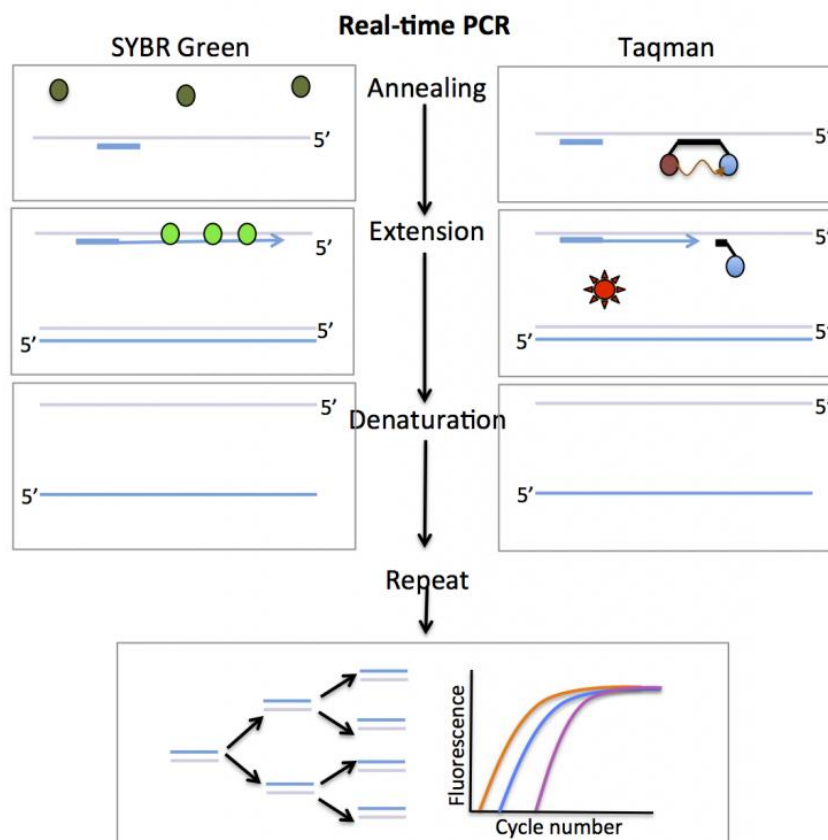 Real-time PCR
SYBR Green
Taqman
Annealing
5’
5’
Extension
5’
5’
5’
5’
5’
5’
Denaturation
5’
5’
5’
5’
Repeat
Fluorescence
Cycle number